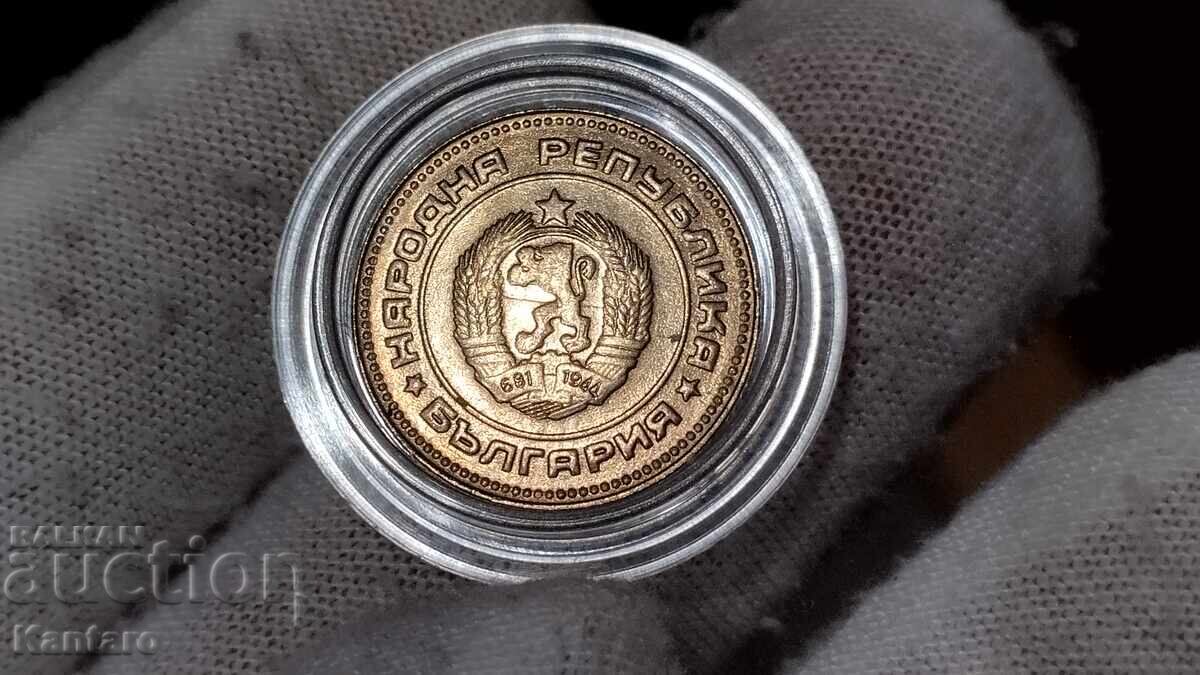 НАРОДНА РЕПУБЛИКА
БЪЛГАРИЯ
681 1944
BALKAN
auction
Kantaro